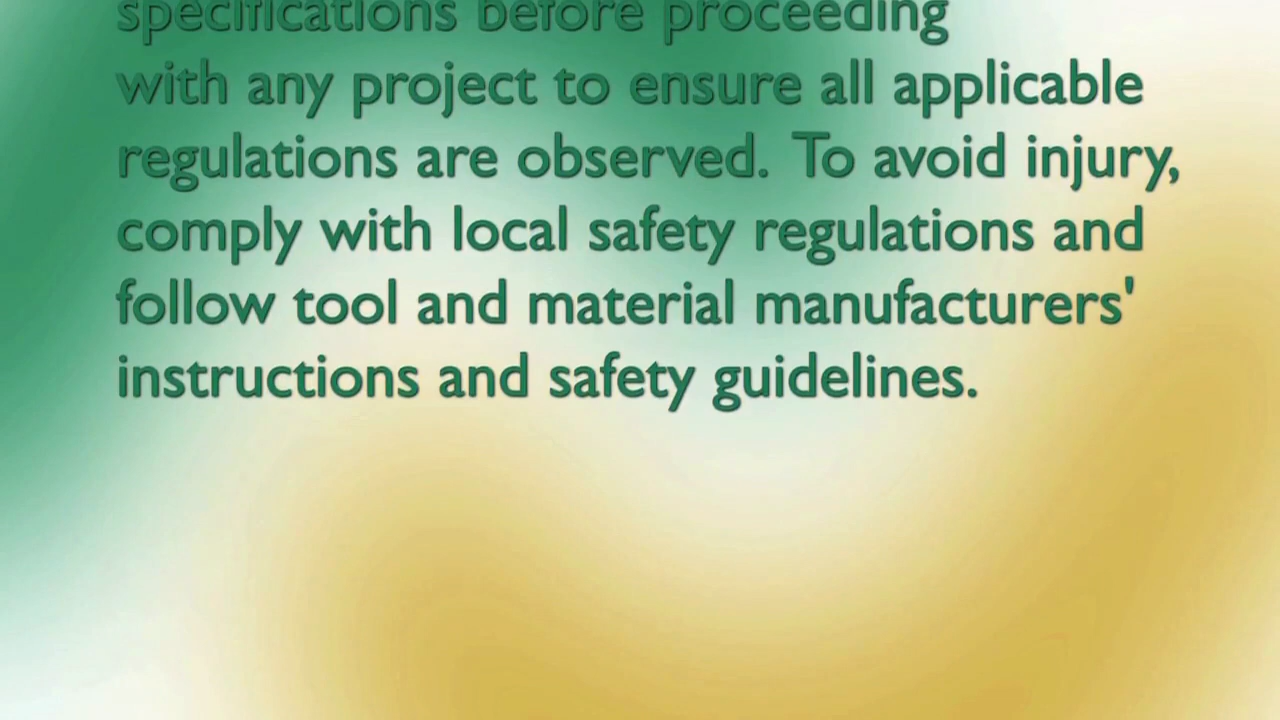 specifications before proceeding
with any project to ensure all applicable
regulations are observed. To avoid injury,
comply with local safety regulations and
follow tool and material manufacturers'
instructions and safety guidelines.